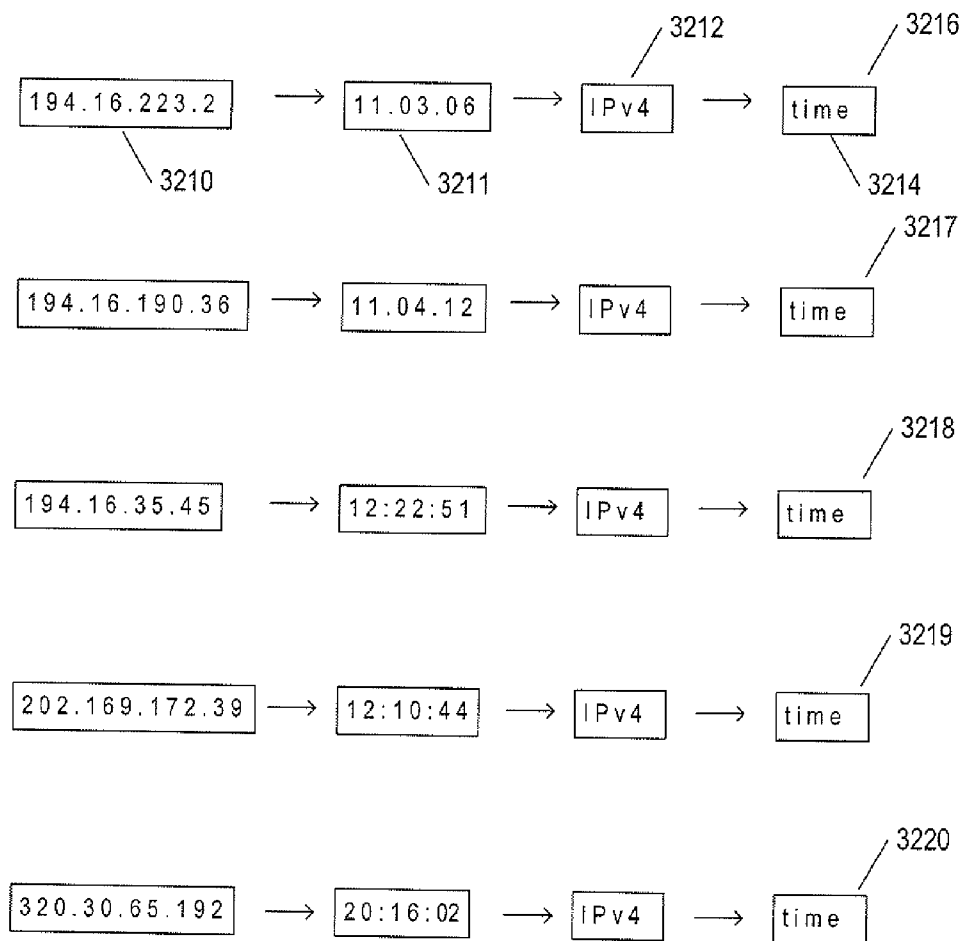 3212 3216
194.16.223.2 → 11.03.06 → IPv4 → time
3210 3211 3214
3217
194.16.190.36 → 11.04.12 → IPv4 → time
3218
194.16.35.45 → 12:22:51 → IPv4 → time
3219
202.169.172.39 → 12:10:44 → IPv4 → time
3220
320.30.65.192 → 20:16:02 → IPv4 → time